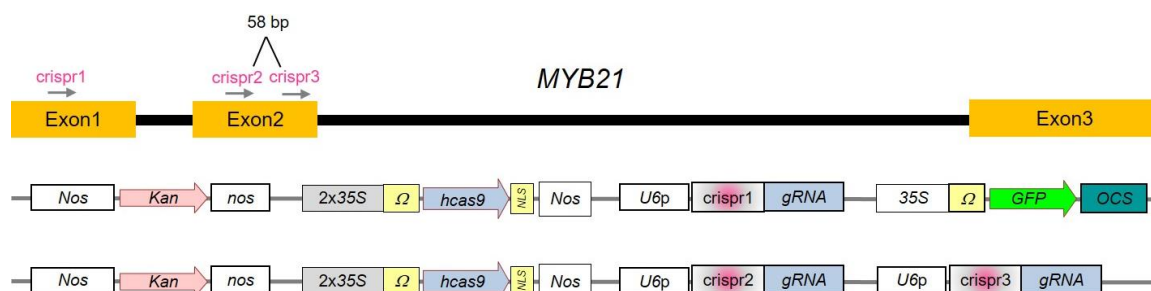 58 bp
crispr1 crispr2 crispr3 MYB21
Exon1 Exon2 Exon3
Nos Kan nos 2x35S Ω hcas9 NLS Nos U6p crispr1 gRNA 35S Ω GFP OCS
Nos Kan nos 2x35S Ω hcas9 NLS Nos U6p crispr2 gRNA U6p crispr3 gRNA